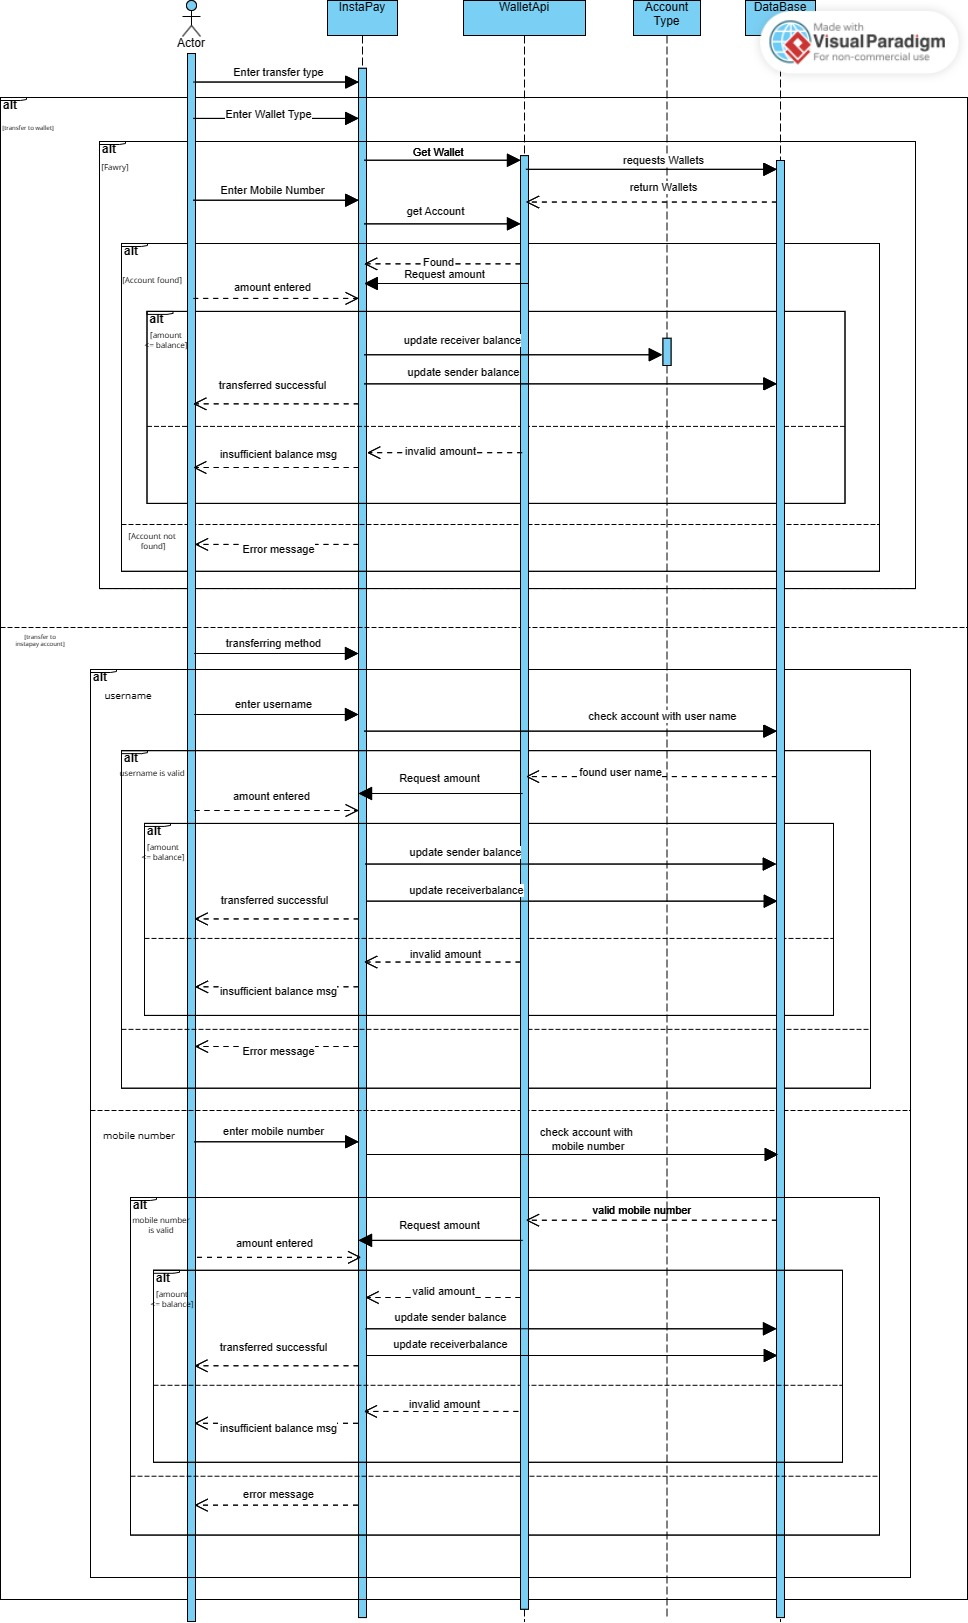 InstaPay
WalletApi
Account
Type
DataBase
Made with
VisualParadigm
For non-commercial use
Actor
Enter transfer type
alt
[transfer to wallet]
Enter Wallet Type
alt
[Fawry]
Get Wallet
requests Wallets
return Wallets
Enter Mobile Number
get Account
alt
[Account found]
Found
Request amount
amount entered
alt
[amount
<= balance]
update receiver balance
update sender balance
transferred successful
invalid amount
insufficient balance msg
[Account not
found]
Error message
[transfer to
instapay account]
transferring method
alt
username
enter username
check account with user name
alt
username is valid
found user name
Request amount
amount entered
alt
[amount
<= balance]
update sender balance
update receiverbalance
transferred successful
invalid amount
insufficient balance msg
Error message
mobile number
enter mobile number
check account with
mobile number
alt
mobile number
is valid
valid mobile number
Request amount
amount entered
alt
[amount
<= balance]
valid amount
update sender balance
update receiverbalance
transferred successful
invalid amount
insufficient balance msg
error message